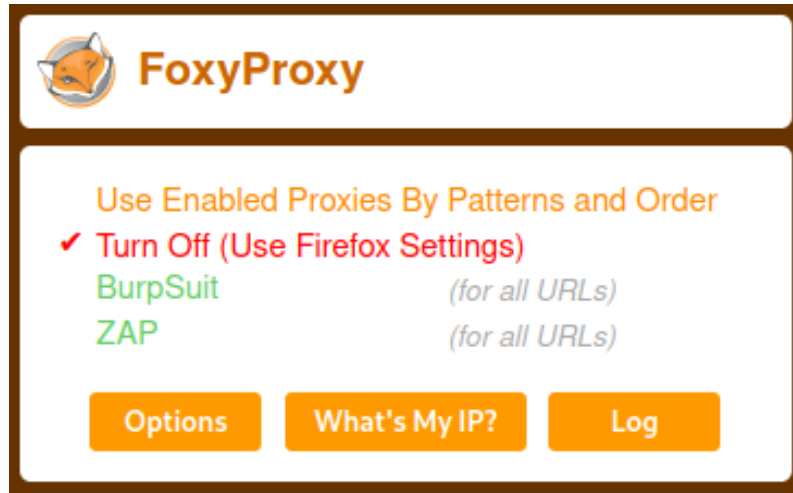 FoxyProxy
Use Enabled Proxies By Patterns and Order
✔ Turn Off (Use Firefox Settings)
BurpSuit (for all URLs)
ZAP (for all URLs)
Options What's My IP? Log